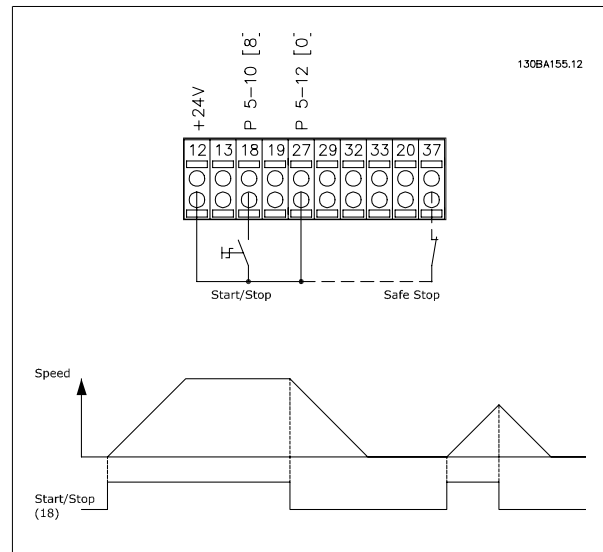 130BA155.12
+24V
P 5-10 [8]
P 5-12 [0]
12 13 18 19 27 29 32 33 20 37
Start/Stop
Safe Stop
Speed
Start/Stop
(18)